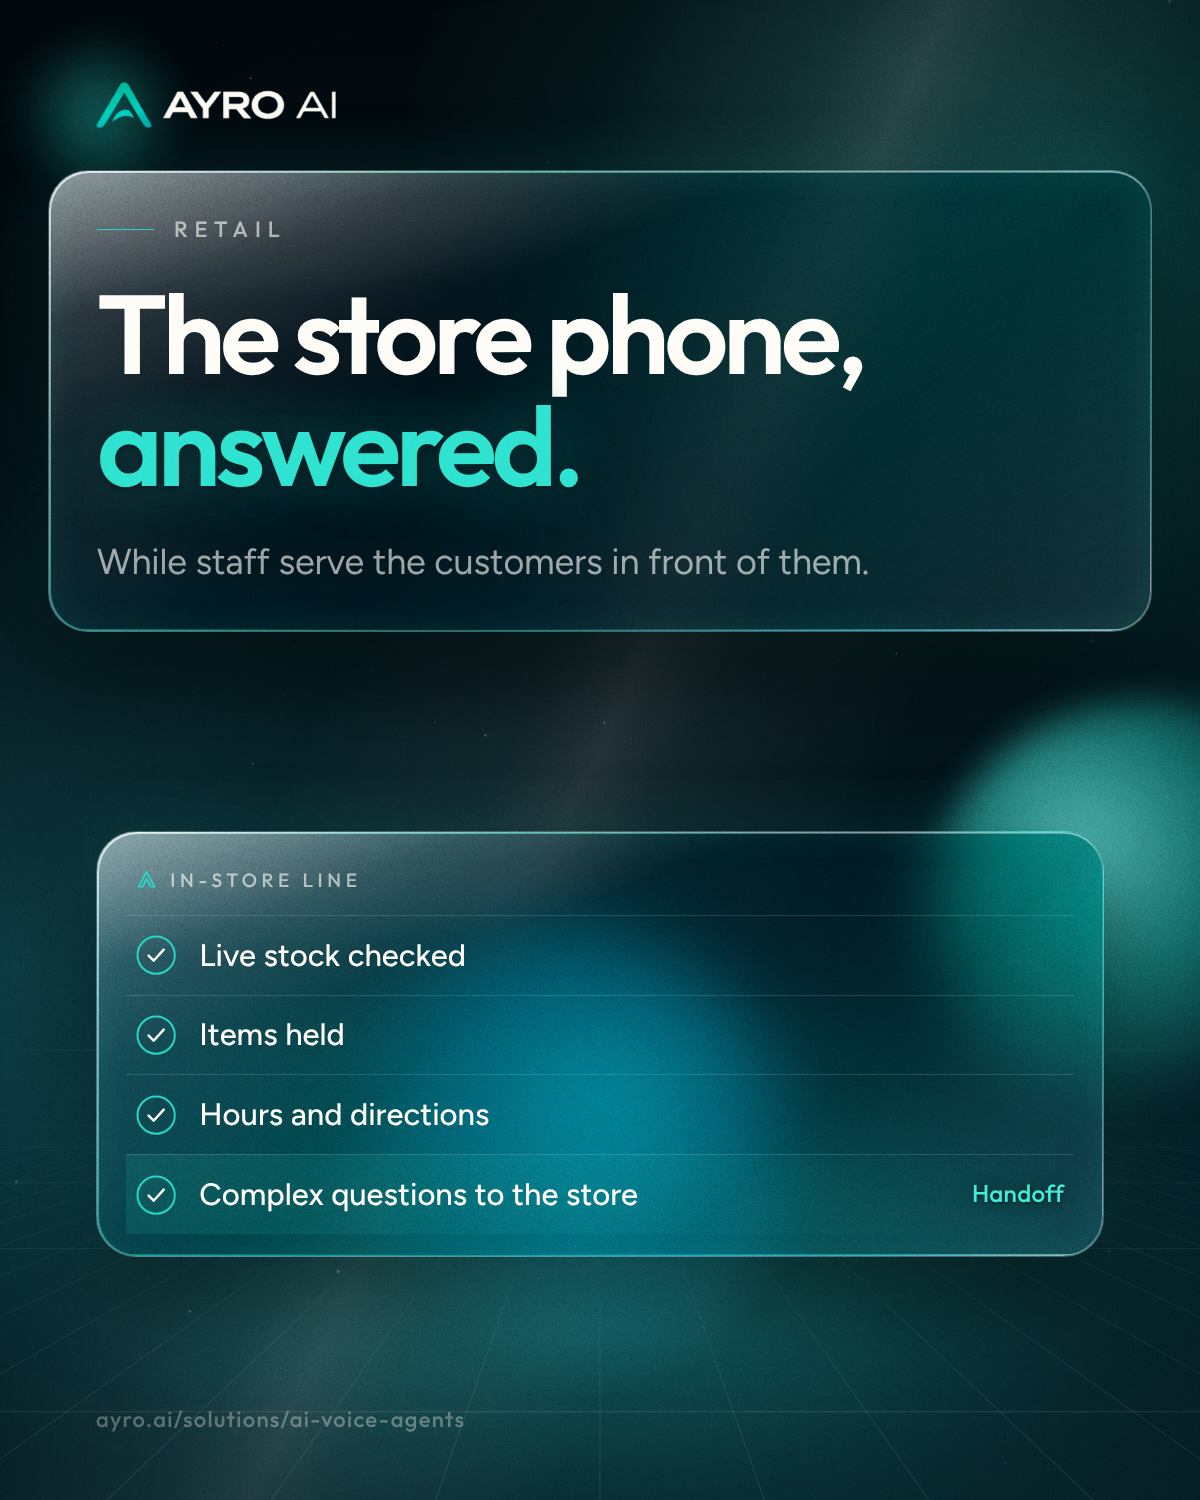 AYRO AI
RETAIL
The store phone,
answered.
While staff serve the customers in front of them.
IN-STORE LINE
Live stock checked
Items held
Hours and directions
Complex questions to the store
Handoff
ayro.ai/solutions/ai-voice-agents